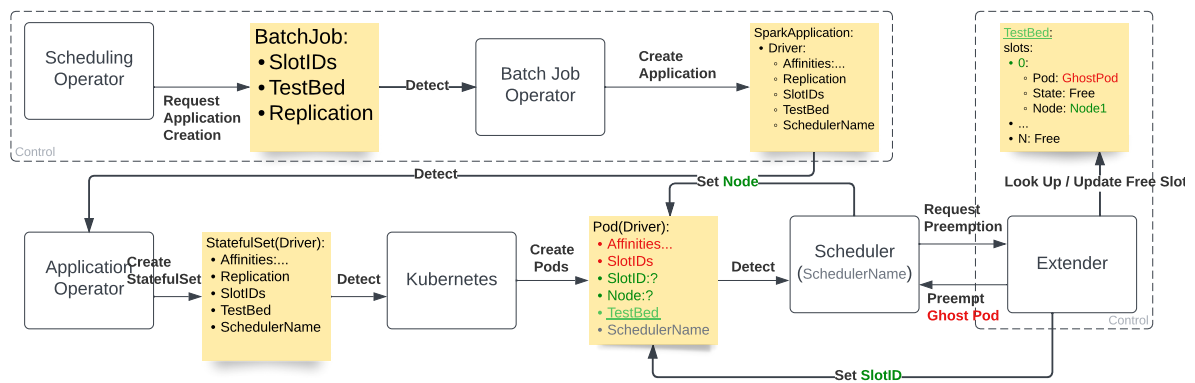 Scheduling
Operator
Request
Application
Creation
Control
BatchJob:
• SlotIDs
• TestBed
• Replication
Detect
Batch Job
Operator
Create
Application
SparkApplication:
• Driver:
◦ Affinities:...
◦ Replication
◦ SlotIDs
◦ TestBed
◦ SchedulerName
TestBed:
slots:
• 0:
◦ Pod: GhostPod
◦ State: Free
◦ Node: Node1
• ...
• N: Free
Detect
Set Node
Look Up / Update Free Slot
Application
Operator
Create
StatefulSet
StatefulSet(Driver):
• Affinities:...
• Replication
• SlotIDs
• TestBed
• SchedulerName
Detect
Kubernetes
Create
Pods
Pod(Driver):
• Affinities...
• SlotIDs
• SlotID:?
• Node:?
• TestBed
• SchedulerName
Detect
Scheduler
(SchedulerName)
Request
Preemption
Preempt
Ghost Pod
Extender
Control
Set SlotID